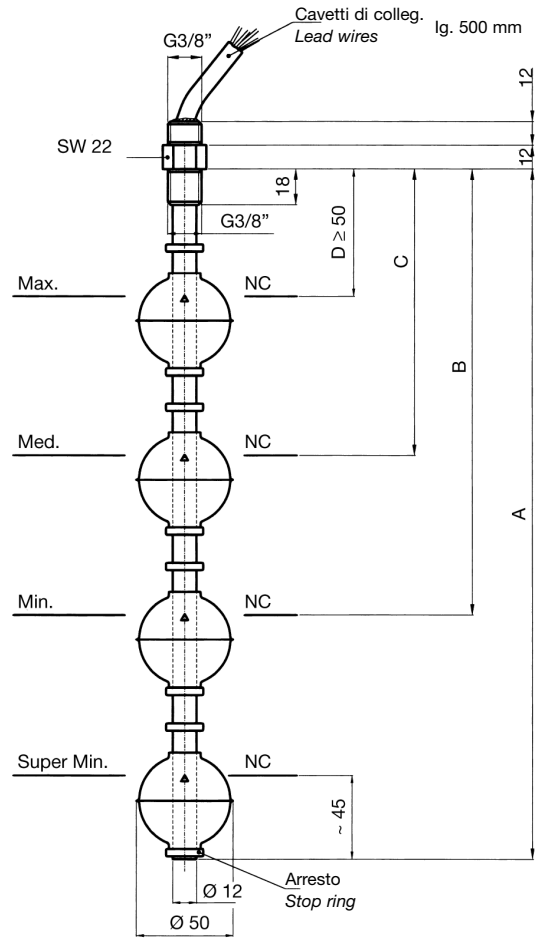 Cavetti di colleg.
Lead wires
lg. 500 mm
G3/8”
12
SW 22
12
18
G3/8”
D ≥ 50
C
B
A
Max.
NC
Med.
NC
Min.
NC
Super Min.
NC
~ 45
Arresto
Stop ring
Ø 12
Ø 50